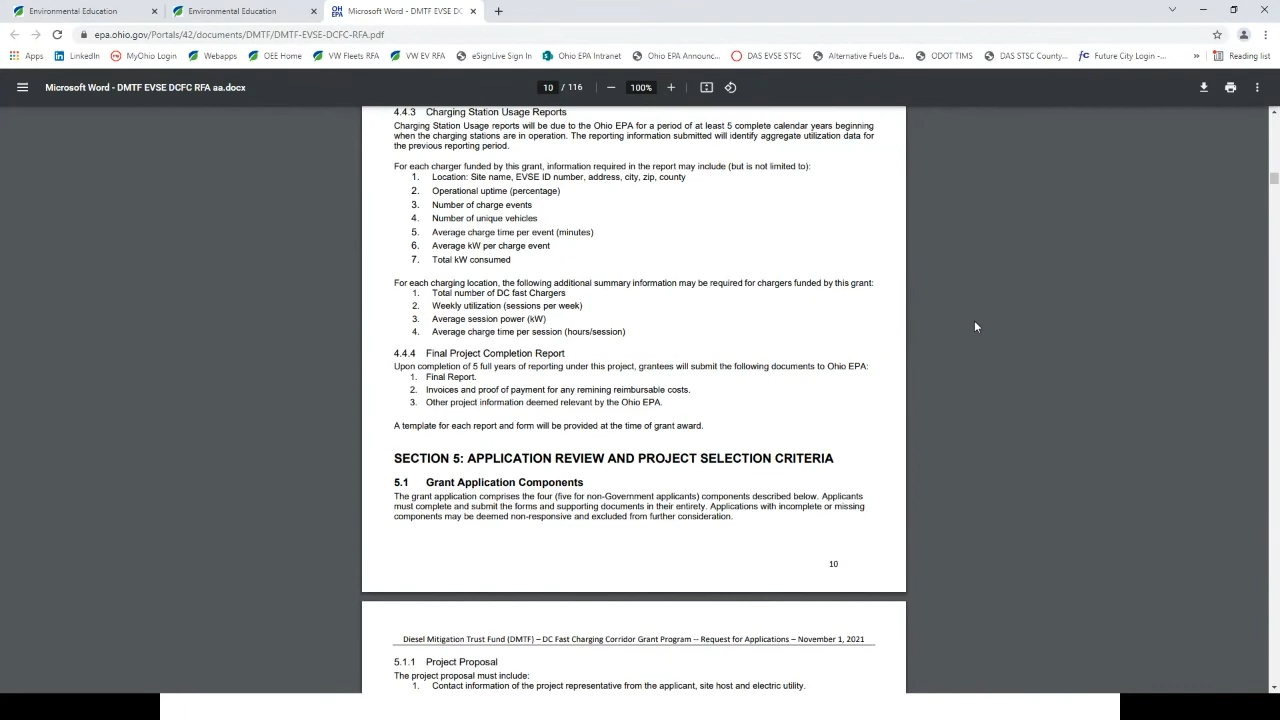 Environmental Education
Environmental Education
OH EPA Microsoft Word - DMTF EVSE DC
epa.ohio.gov/Portals/42/documents/DMTF/DMTF-EVSE-DCFC-RFA.pdf
Apps LinkedIn MyOhio Login Webapps OEE Home VW Fleets RFA VW EV RFA eSignLive Sign In Ohio EPA Intranet Ohio EPA Announc... DAS EVSE STSC Alternative Fuels Da... ODOT TIMS DAS STSC County... Future City Login -... » Reading list
Microsoft Word - DMTF EVSE DCFC RFA aa.docx 10 / 116 100%
4.4.3 Charging Station Usage Reports
Charging Station Usage reports will be due to the Ohio EPA for a period of at least 5 complete calendar years beginning
when the charging stations are in operation. The reporting information submitted will identify aggregate utilization data for
the previous reporting period.
For each charger funded by this grant, information required in the report may include (but is not limited to):
1. Location: Site name, EVSE ID number, address, city, zip, county
2. Operational uptime (percentage)
3. Number of charge events
4. Number of unique vehicles
5. Average charge time per event (minutes)
6. Average kW per charge event
7. Total kW consumed
For each charging location, the following additional summary information may be required for chargers funded by this grant:
1. Total number of DC fast Chargers
2. Weekly utilization (sessions per week)
3. Average session power (kW)
4. Average charge time per session (hours/session)
4.4.4 Final Project Completion Report
Upon completion of 5 full years of reporting under this project, grantees will submit the following documents to Ohio EPA:
1. Final Report.
2. Invoices and proof of payment for any remining reimbursable costs.
3. Other project information deemed relevant by the Ohio EPA.
A template for each report and form will be provided at the time of grant award.
SECTION 5: APPLICATION REVIEW AND PROJECT SELECTION CRITERIA
5.1 Grant Application Components
The grant application comprises the four (five for non-Government applicants) components described below. Applicants
must complete and submit the forms and supporting documents in their entirety. Applications with incomplete or missing
components may be deemed non-responsive and excluded from further consideration.
10
Diesel Mitigation Trust Fund (DMTF) – DC Fast Charging Corridor Grant Program -- Request for Applications – November 1, 2021
5.1.1 Project Proposal
The project proposal must include:
1. Contact information of the project representative from the applicant, site host and electric utility.